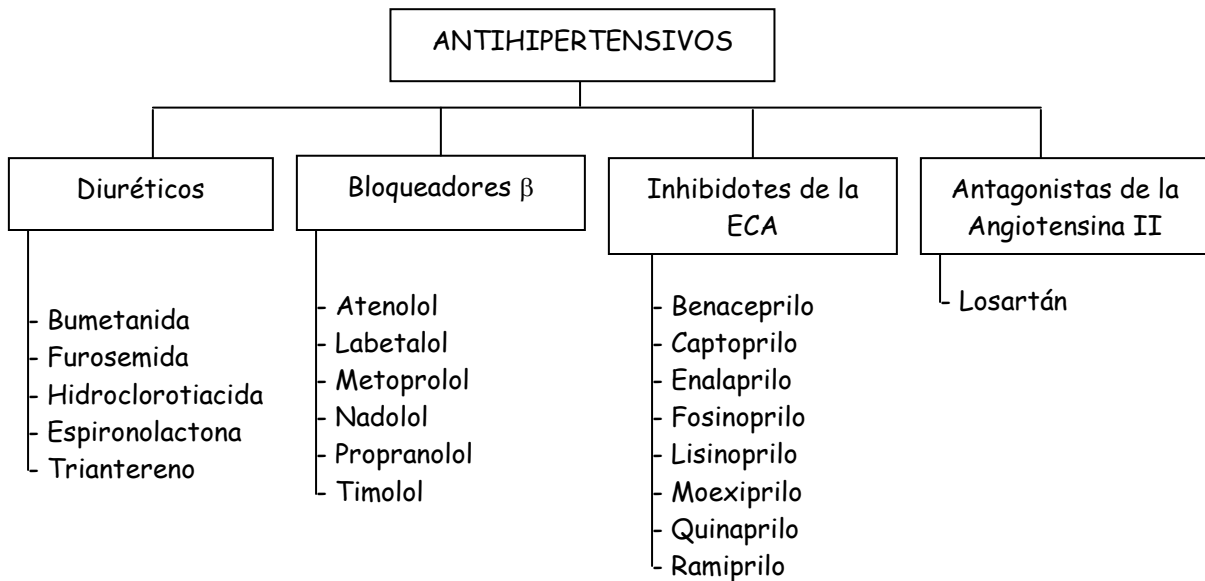 ANTIHIPERTENSIVOS
Diuréticos
- Bumetanida
- Furosemida
- Hidroclorotiacida
- Espironolactona
- Triantereno
Bloqueadores β
- Atenolol
- Labetalol
- Metoprolol
- Nadolol
- Propranolol
- Timolol
Inhibidotes de la
ECA
- Benaceprilo
- Captoprilo
- Enalaprilo
- Fosinoprilo
- Lisinoprilo
- Moexiprilo
- Quinaprilo
- Ramiprilo
Antagonistas de la
Angiotensina II
- Losartán